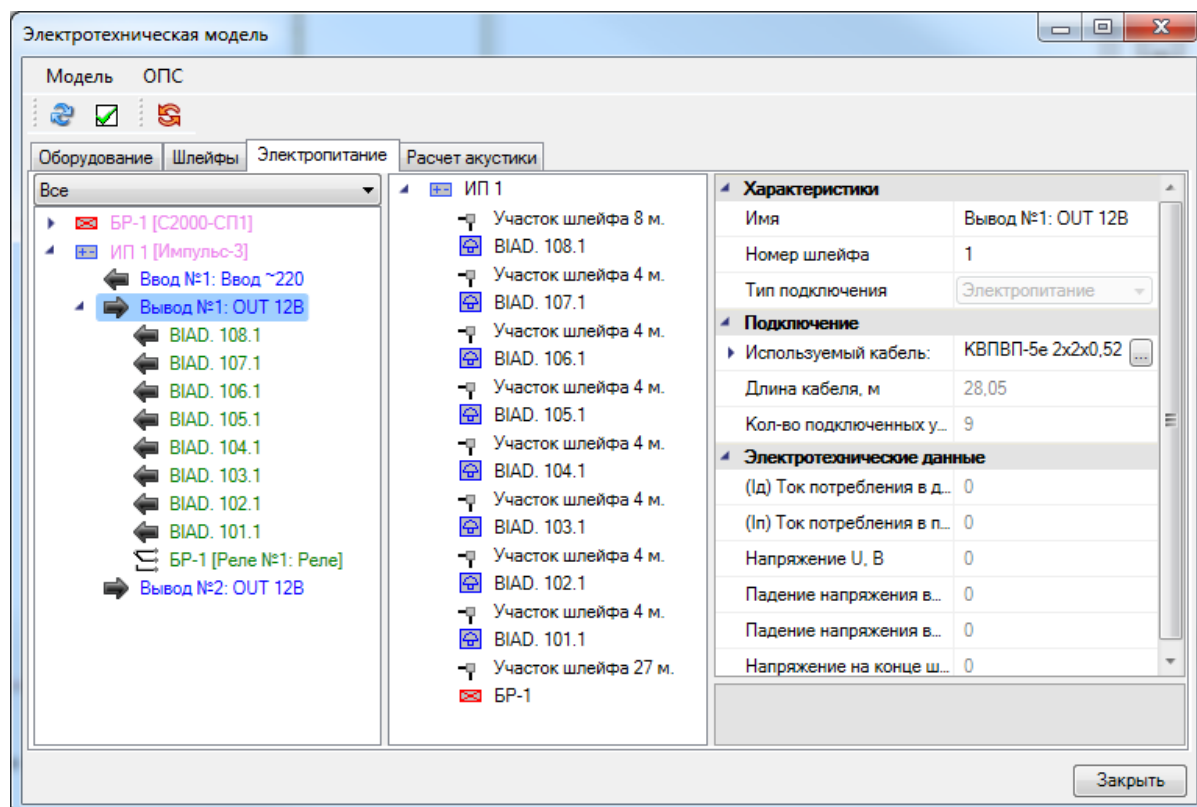 Электротехническая модель
Модель ОПС
Оборудование Шлейфы Электропитание Расчет акустики
Все
БР-1 [С2000-СП1]
ИП 1 [Импульс-3]
Ввод №1: Ввод ~220
Вывод №1: OUT 12В
BIAD. 108.1
BIAD. 107.1
BIAD. 106.1
BIAD. 105.1
BIAD. 104.1
BIAD. 103.1
BIAD. 102.1
BIAD. 101.1
БР-1 [Реле №1: Реле]
Вывод №2: OUT 12В
ИП 1
Участок шлейфа 8 м.
BIAD. 108.1
Участок шлейфа 4 м.
BIAD. 107.1
Участок шлейфа 4 м.
BIAD. 106.1
Участок шлейфа 4 м.
BIAD. 105.1
Участок шлейфа 4 м.
BIAD. 104.1
Участок шлейфа 4 м.
BIAD. 103.1
Участок шлейфа 4 м.
BIAD. 102.1
Участок шлейфа 4 м.
BIAD. 101.1
Участок шлейфа 27 м.
БР-1
Характеристики
Имя Вывод №1: OUT 12В
Номер шлейфа 1
Тип подключения Электропитание
Подключение
Используемый кабель: КВПВП-5е 2х2х0,52 ...
Длина кабеля, м 28,05
Кол-во подключенных у... 9
Электротехнические данные
(Iд) Ток потребления в д... 0
(Iп) Ток потребления в п... 0
Напряжение U, В 0
Падение напряжения в... 0
Падение напряжения в... 0
Напряжение на конце ш... 0
Закрыть